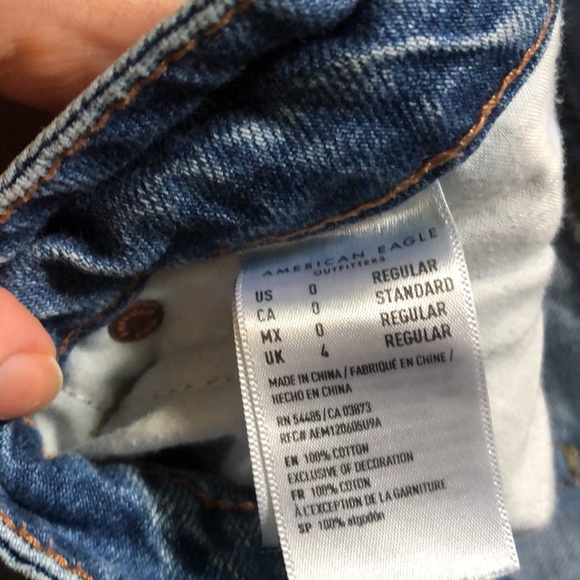 AMERICAN EAGLE
OUTFITTERS
US 0 REGULAR
CA 0 STANDARD
MX 0 REGULAR
UK 4 REGULAR
MADE IN CHINA / FABRIQUÉ EN CHINE /
HECHO EN CHINA
RN 54485 / CA 03873
RFC# AEM120605U9A
EN 100% COTTON
EXCLUSIVE OF DECORATION
FR 100% COTON
À L'EXCEPTION DE LA GARNITURE
SP 100% algodón